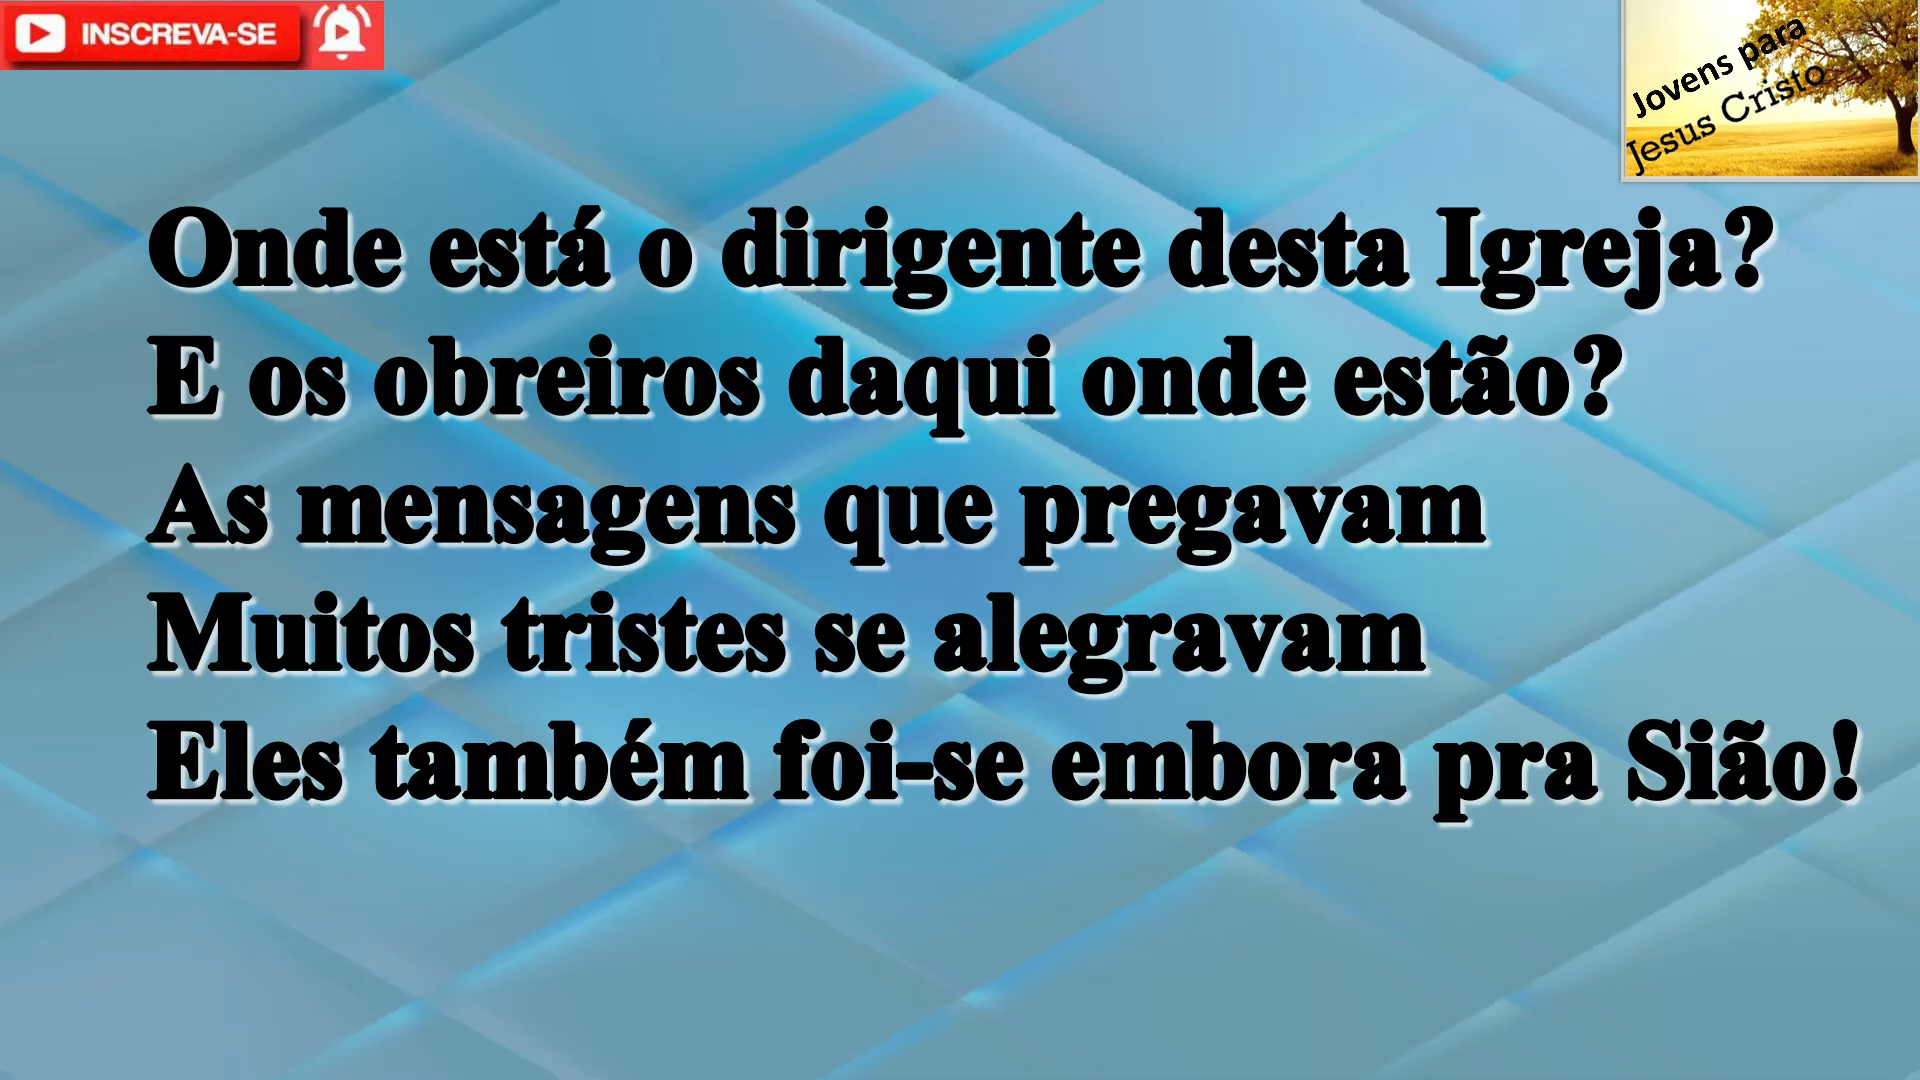 INSCREVA-SE
Jovens para
Jesus Cristo
Onde está o dirigente desta Igreja?
E os obreiros daqui onde estão?
As mensagens que pregavam
Muitos tristes se alegravam
Eles também foi-se embora pra Sião!